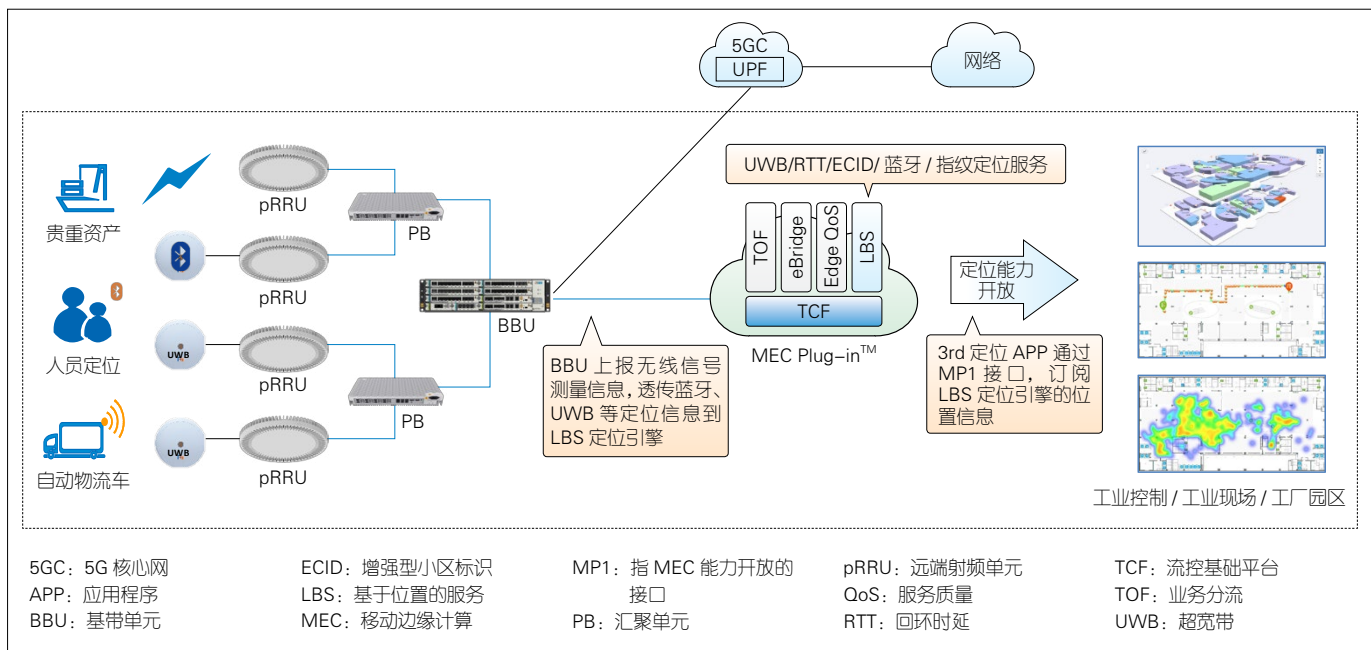 5GC
UPF
网络
UWB/RTT/ECID/ 蓝牙 / 指纹定位服务
贵重资产
pRRU
PB
pRRU
人员定位
UWB
pRRU
PB
自动物流车
UWB
pRRU
BBU
BBU 上报无线信号
测量信息，透传蓝牙、
UWB 等定位信息到
LBS 定位引擎
TOF
eBridge
Edge QoS
LBS
TCF
MEC Plug-in™
定位能力
开放
3rd 定位 APP 通过
MP1 接口，订阅
LBS 定位引擎的位
置信息
工业控制 / 工业现场 / 工厂园区
5GC：5G 核心网
APP：应用程序
BBU：基带单元
ECID：增强型小区标识
LBS：基于位置的服务
MEC：移动边缘计算
MP1：指 MEC 能力开放的
接口
PB：汇聚单元
pRRU：远端射频单元
QoS：服务质量
RTT：回环时延
TCF：流控基础平台
TOF：业务分流
UWB：超宽带